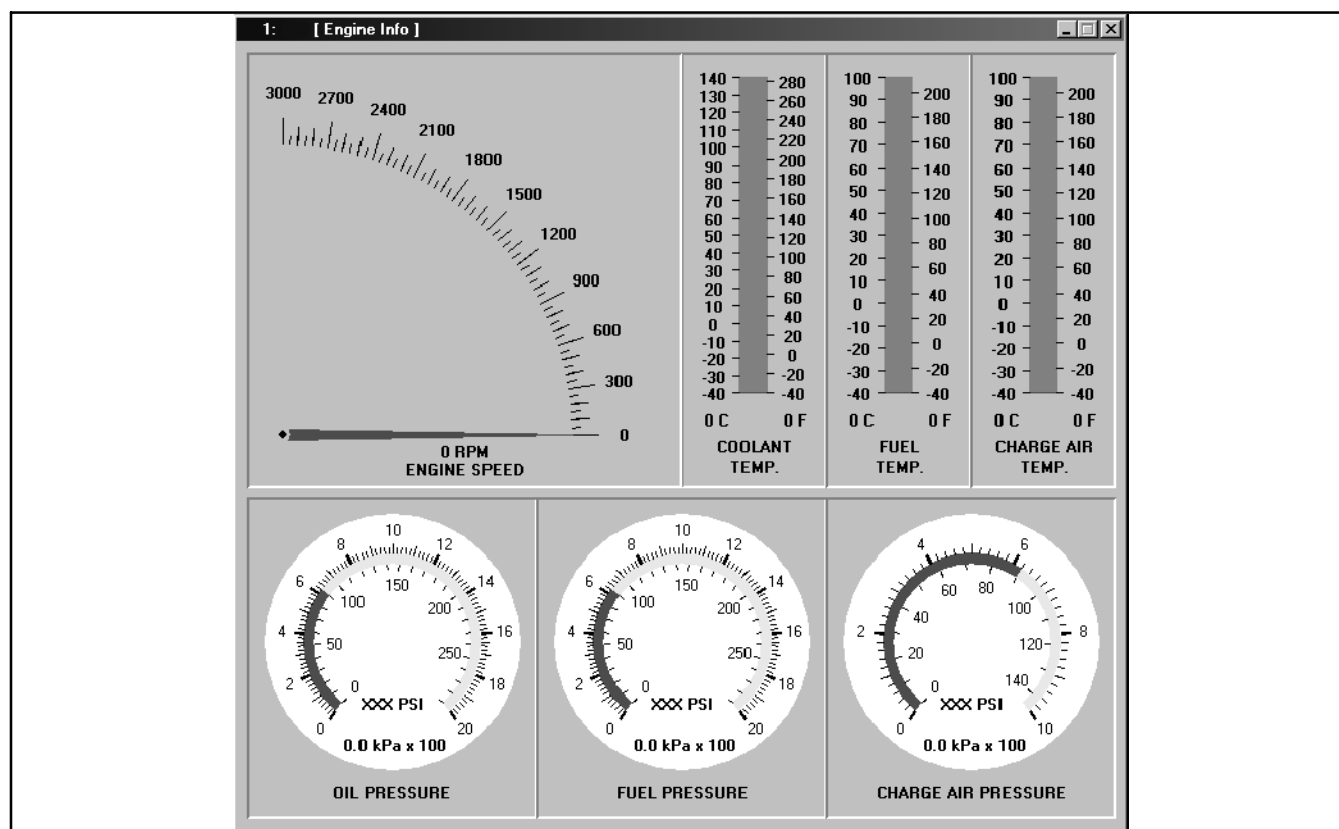 1: [ Engine Info ]
3000
2700
2400
2100
1800
1500
1200
900
600
300
0
0 RPM
ENGINE SPEED
140 280
130 260
120 240
110 220
100 200
90 180
80 160
70 140
60 120
50 100
40 80
30 60
20 40
10 20
0 0
-10 -20
-20 -40
-30
-40
0 C 0 F
COOLANT
TEMP.
100 200
90 180
80 160
70 140
60 120
50 100
40 80
30 60
20 40
10 20
0 0
-10 -20
-20 -40
-30
-40
0 C 0 F
FUEL
TEMP.
100 200
90 180
80 160
70 140
60 120
50 100
40 80
30 60
20 40
10 20
0 0
-10 -20
-20 -40
-30
-40
0 C 0 F
CHARGE AIR
TEMP.
0 2 4 6 8 10 12 14 16 18 20
0 50 100 150 200 250
XXX PSI
0.0 kPa x 100
OIL PRESSURE
0 2 4 6 8 10 12 14 16 18 20
0 50 100 150 200 250
XXX PSI
0.0 kPa x 100
FUEL PRESSURE
0 2 4 6 8 10
0 20 40 60 80 100 120 140
XXX PSI
0.0 kPa x 100
CHARGE AIR PRESSURE